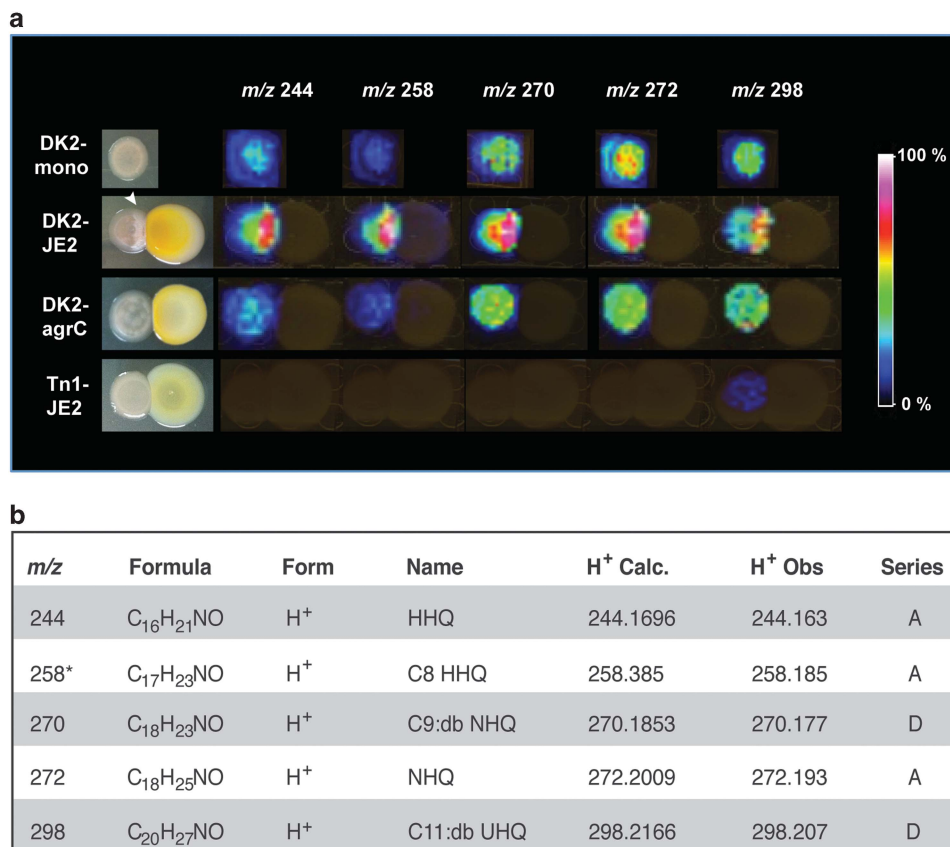 a
m/z 244 m/z 258 m/z 270 m/z 272 m/z 298
DK2-
mono
100 %
DK2-
JE2
DK2-
agrC
Tn1-
JE2
0 %
b
m/z Formula Form Name H⁺ Calc. H⁺ Obs Series
244 C₁₆H₂₁NO H⁺ HHQ 244.1696 244.163 A
258* C₁₇H₂₃NO H⁺ C8 HHQ 258.385 258.185 A
270 C₁₈H₂₃NO H⁺ C9:db NHQ 270.1853 270.177 D
272 C₁₈H₂₅NO H⁺ NHQ 272.2009 272.193 A
298 C₂₀H₂₇NO H⁺ C11:db UHQ 298.2166 298.207 D